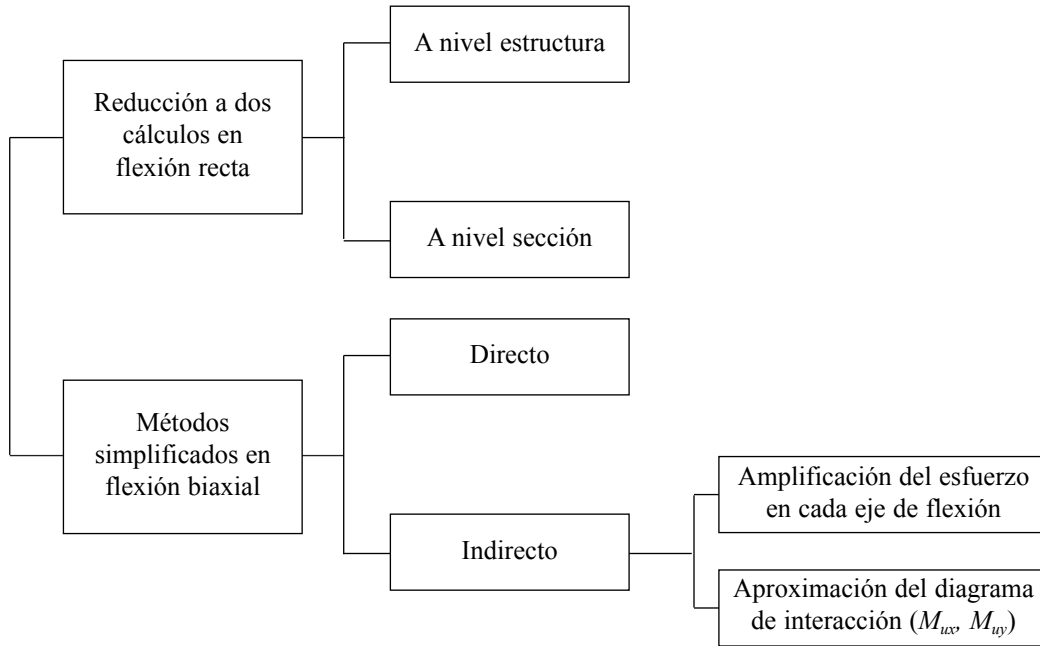 A nivel estructura
Reducción a dos
cálculos en
flexión recta
A nivel sección
Directo
Métodos
simplificados en
flexión biaxial
Indirecto
Amplificación del esfuerzo
en cada eje de flexión
Aproximación del diagrama
de interacción (Mux, Muy)